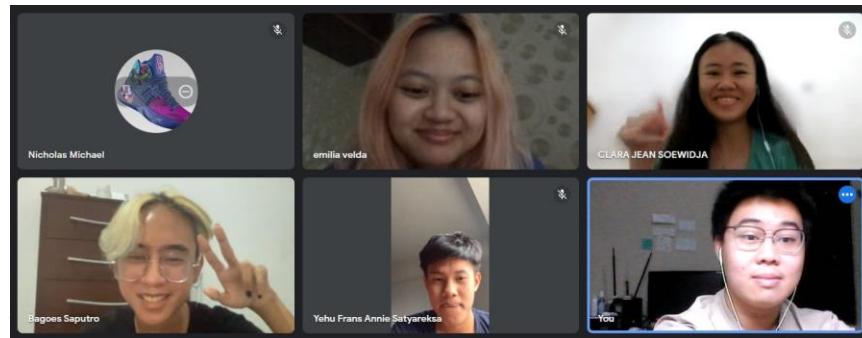 Nicholas Michael
emilia velda
CLARA JEAN SOEWIDJA
Bagoes Saputro
Yehu Frans Annie Satyareksa
You